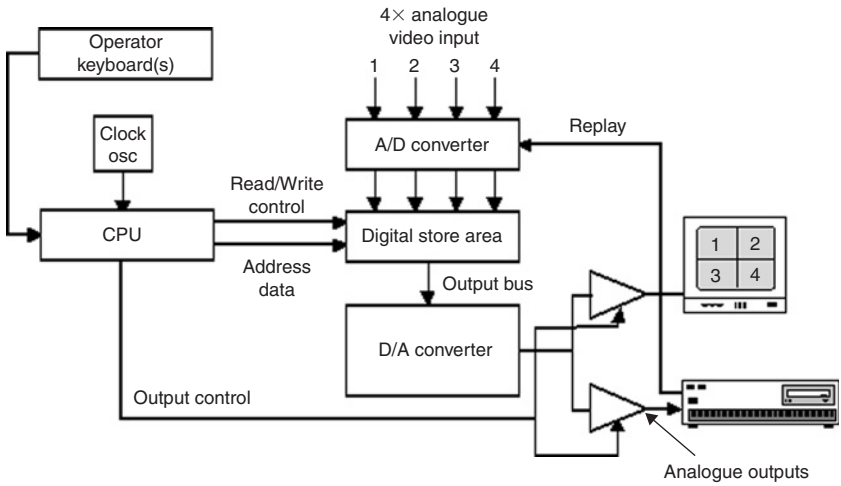 4× analogue
video input
Operator
keyboard(s)
1 2 3 4
Clock
osc
A/D converter
Replay
Read/Write
control
CPU
Digital store area
Address
data
Output bus
1 2
3 4
D/A converter
Output control
Analogue outputs